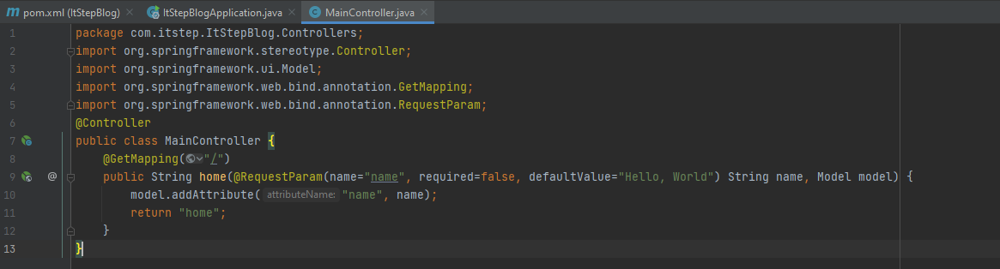 pom.xml (ItStepBlog) ItStepBlogApplication.java MainController.java
1 package com.itstep.ItStepBlog.Controllers;
2 import org.springframework.stereotype.Controller;
3 import org.springframework.ui.Model;
4 import org.springframework.web.bind.annotation.GetMapping;
5 import org.springframework.web.bind.annotation.RequestParam;
6 @Controller
7 public class MainController {
8 @GetMapping("/")
9 @ public String home(@RequestParam(name="name", required=false, defaultValue="Hello, World") String name, Model model) {
10 model.addAttribute( attributeName: "name", name);
11 return "home";
12 }
13 }